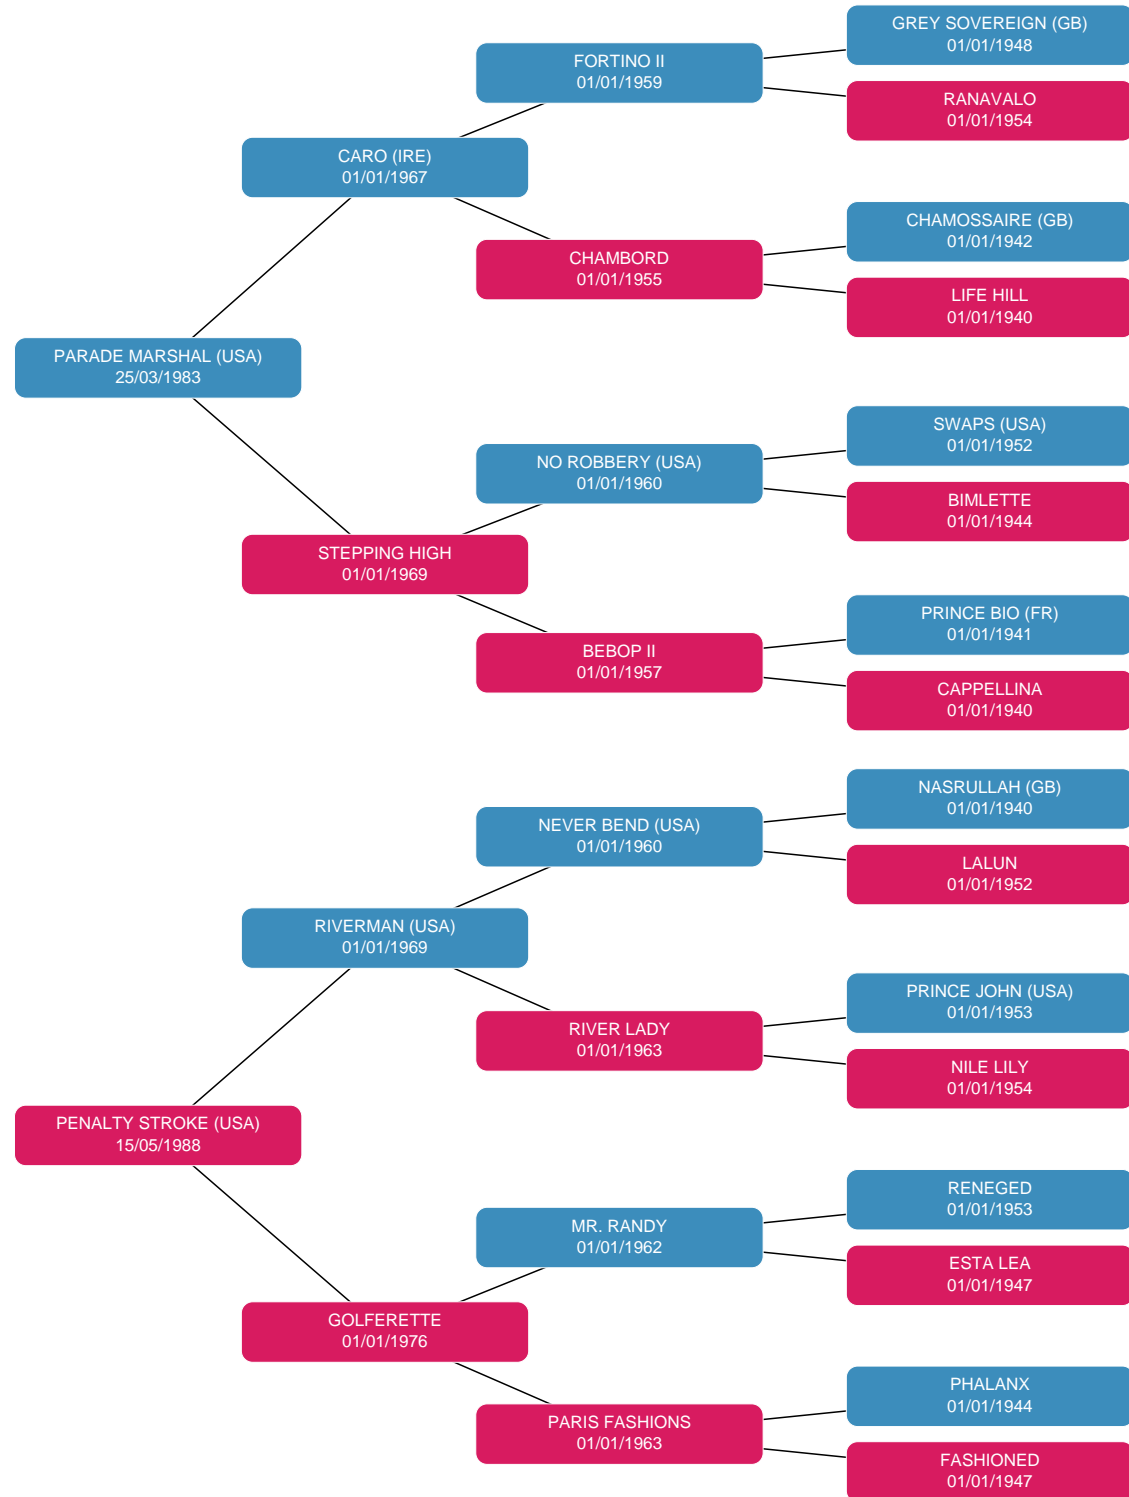 GREY SOVEREIGN (GB)
01/01/1948
FORTINO II
01/01/1959
RANAVALO
01/01/1954
CARO (IRE)
01/01/1967
CHAMOSSAIRE (GB)
01/01/1942
CHAMBORD
01/01/1955
LIFE HILL
01/01/1940
PARADE MARSHAL (USA)
25/03/1983
SWAPS (USA)
01/01/1952
NO ROBBERY (USA)
01/01/1960
BIMLETTE
01/01/1944
STEPPING HIGH
01/01/1969
PRINCE BIO (FR)
01/01/1941
BEBOP II
01/01/1957
CAPPELLINA
01/01/1940
NASRULLAH (GB)
01/01/1940
NEVER BEND (USA)
01/01/1960
LALUN
01/01/1952
RIVERMAN (USA)
01/01/1969
PRINCE JOHN (USA)
01/01/1953
RIVER LADY
01/01/1963
NILE LILY
01/01/1954
PENALTY STROKE (USA)
15/05/1988
RENEGED
01/01/1953
MR. RANDY
01/01/1962
ESTA LEA
01/01/1947
GOLFERETTE
01/01/1976
PHALANX
01/01/1944
PARIS FASHIONS
01/01/1963
FASHIONED
01/01/1947